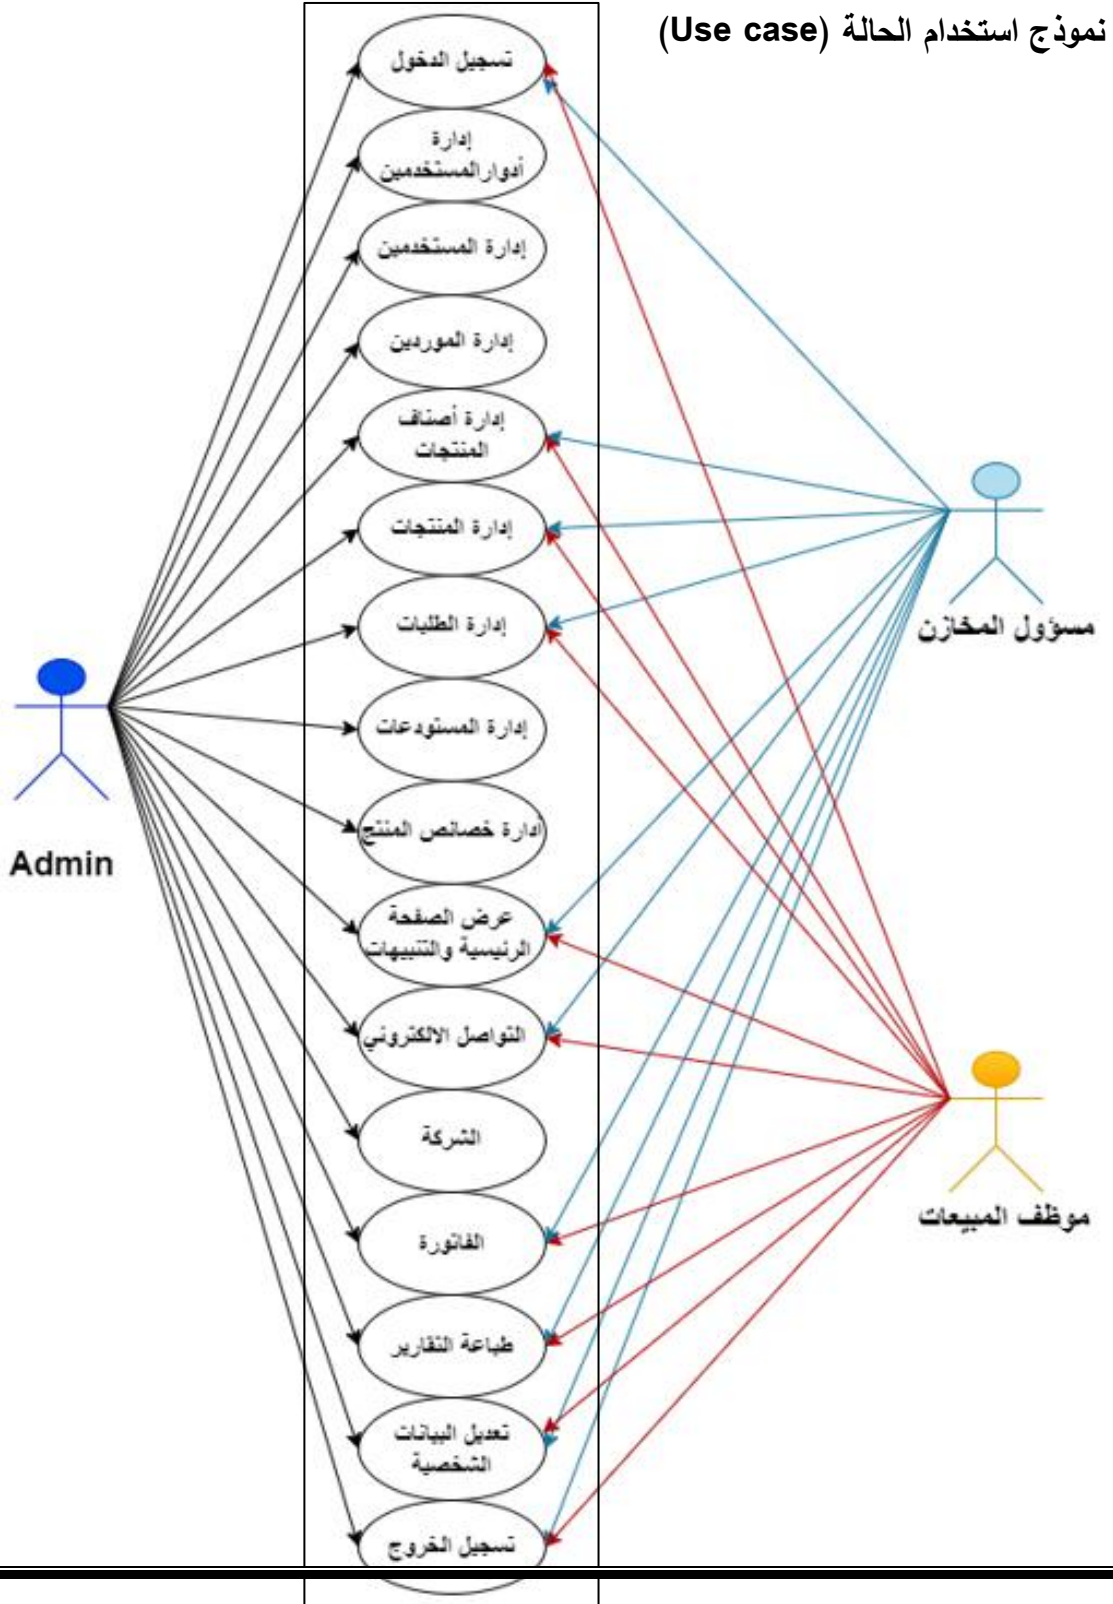 نموذج استخدام الحالة (Use case)
تسجيل الدخول
إدارة
أدوارالمستخدمين
إدارة المستخدمين
إدارة الموردين
إدارة أصناف
المنتجات
إدارة المنتجات
إدارة الطلبات
إدارة المستودعات
أدارة خصائص المنتج
عرض الصفحة
الرئيسية والتنبيهات
التواصل الالكتروني
الشركة
الفاتورة
طباعة التقارير
تعديل البيانات
الشخصية
تسجيل الخروج
مسؤول المخازن
Admin
موظف المبيعات